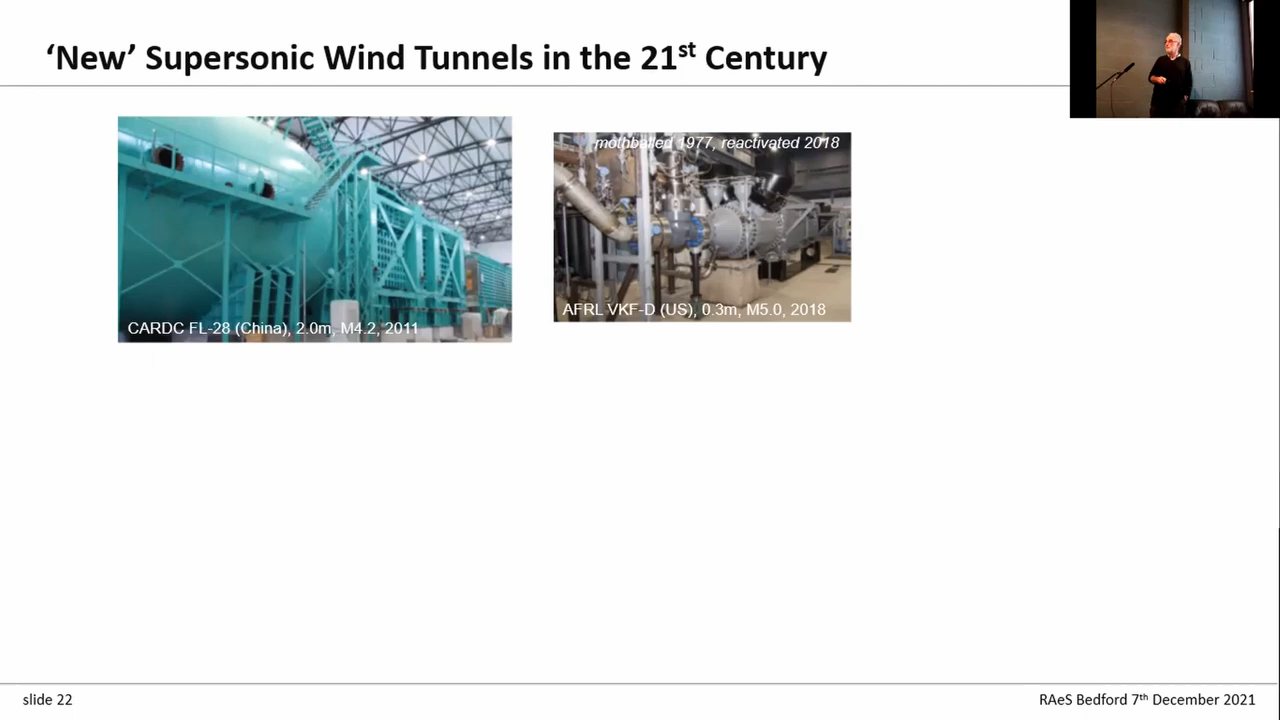 ‘New’ Supersonic Wind Tunnels in the 21st Century
mothballed 1977, reactivated 2018
CARDC FL-28 (China), 2.0m, M4.2, 2011
AFRL VKF-D (US), 0.3m, M5.0, 2018
slide 22
RAeS Bedford 7th December 2021